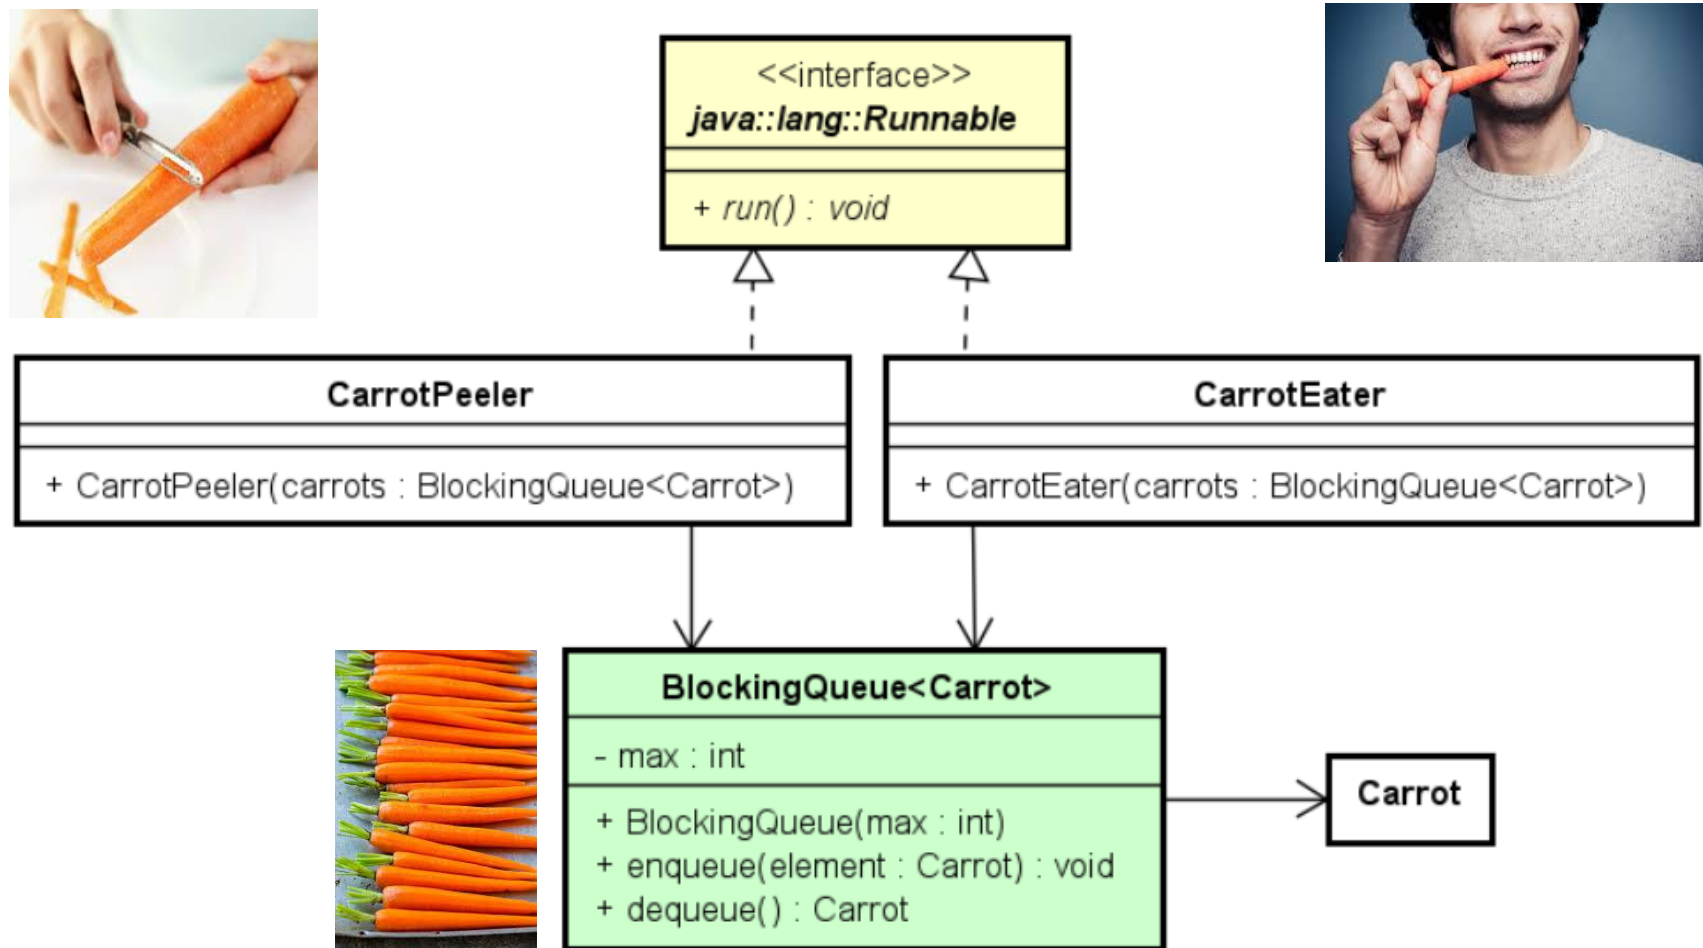 <<interface>>
java::lang::Runnable
+ run() : void
CarrotPeeler
+ CarrotPeeler(carrots : BlockingQueue<Carrot>)
CarrotEater
+ CarrotEater(carrots : BlockingQueue<Carrot>)
BlockingQueue<Carrot>
- max : int
+ BlockingQueue(max : int)
+ enqueue(element : Carrot) : void
+ dequeue() : Carrot
Carrot